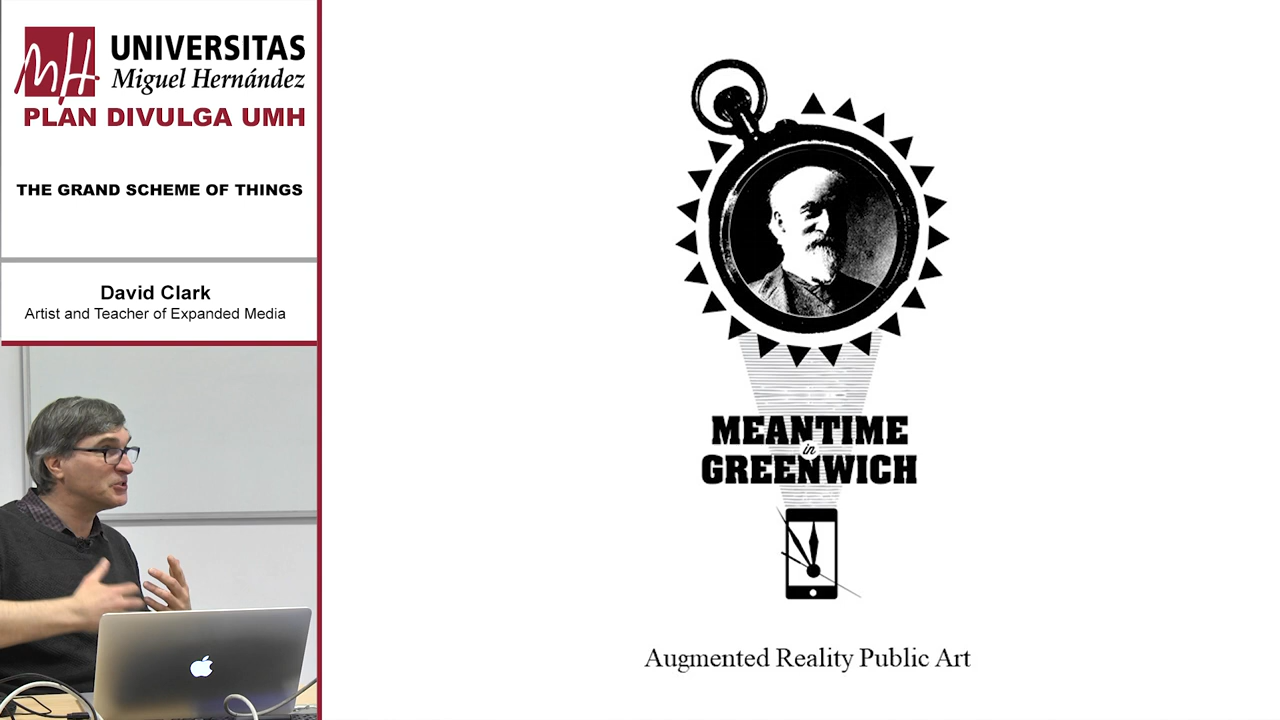 UNIVERSITAS
Miguel Hernández
PLAN DIVULGA UMH
THE GRAND SCHEME OF THINGS
David Clark
Artist and Teacher of Expanded Media
MEANTIME
in
GREENWICH
Augmented Reality Public Art